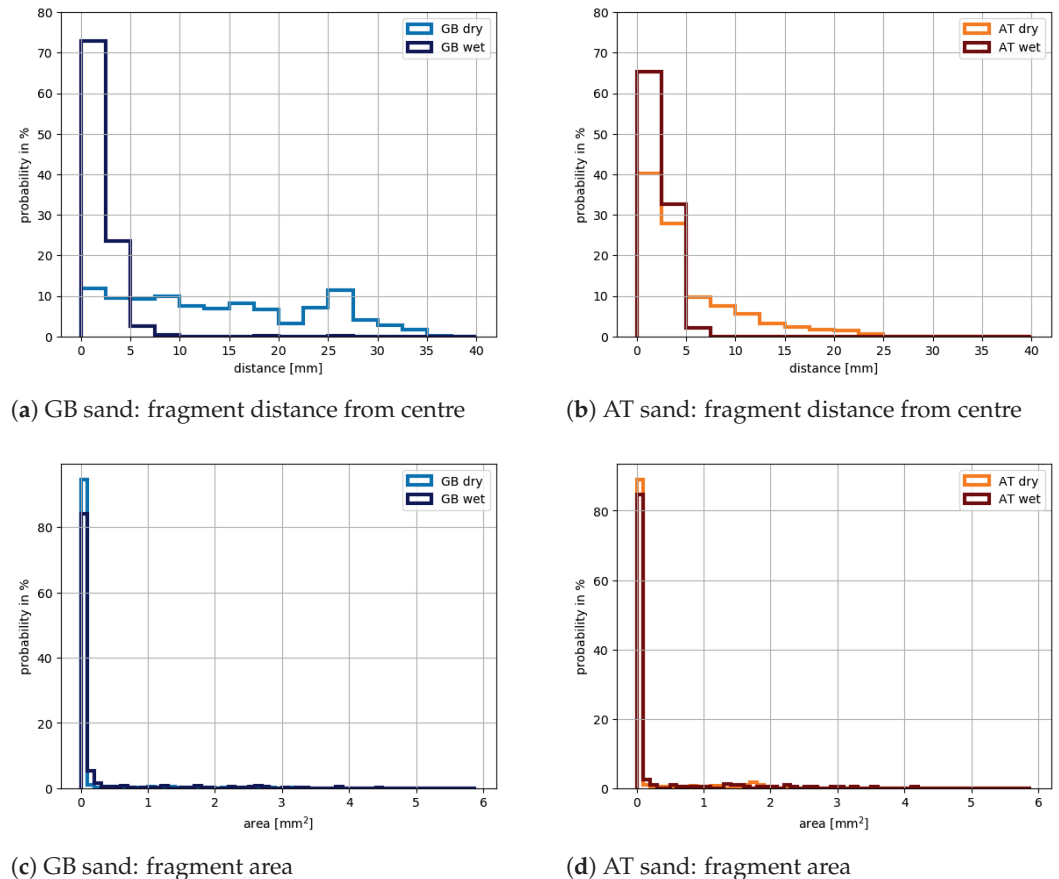 80
70
60
50
40
30
20
10
0
probability in %
GB dry
GB wet
0 5 10 15 20 25 30 35 40
distance [mm]
(a) GB sand: fragment distance from centre
80
70
60
50
40
30
20
10
0
probability in %
AT dry
AT wet
0 5 10 15 20 25 30 35 40
distance [mm]
(b) AT sand: fragment distance from centre
80
60
40
20
0
probability in %
GB dry
GB wet
0 1 2 3 4 5 6
area [mm²]
(c) GB sand: fragment area
80
60
40
20
0
probability in %
AT dry
AT wet
0 1 2 3 4 5 6
area [mm²]
(d) AT sand: fragment area